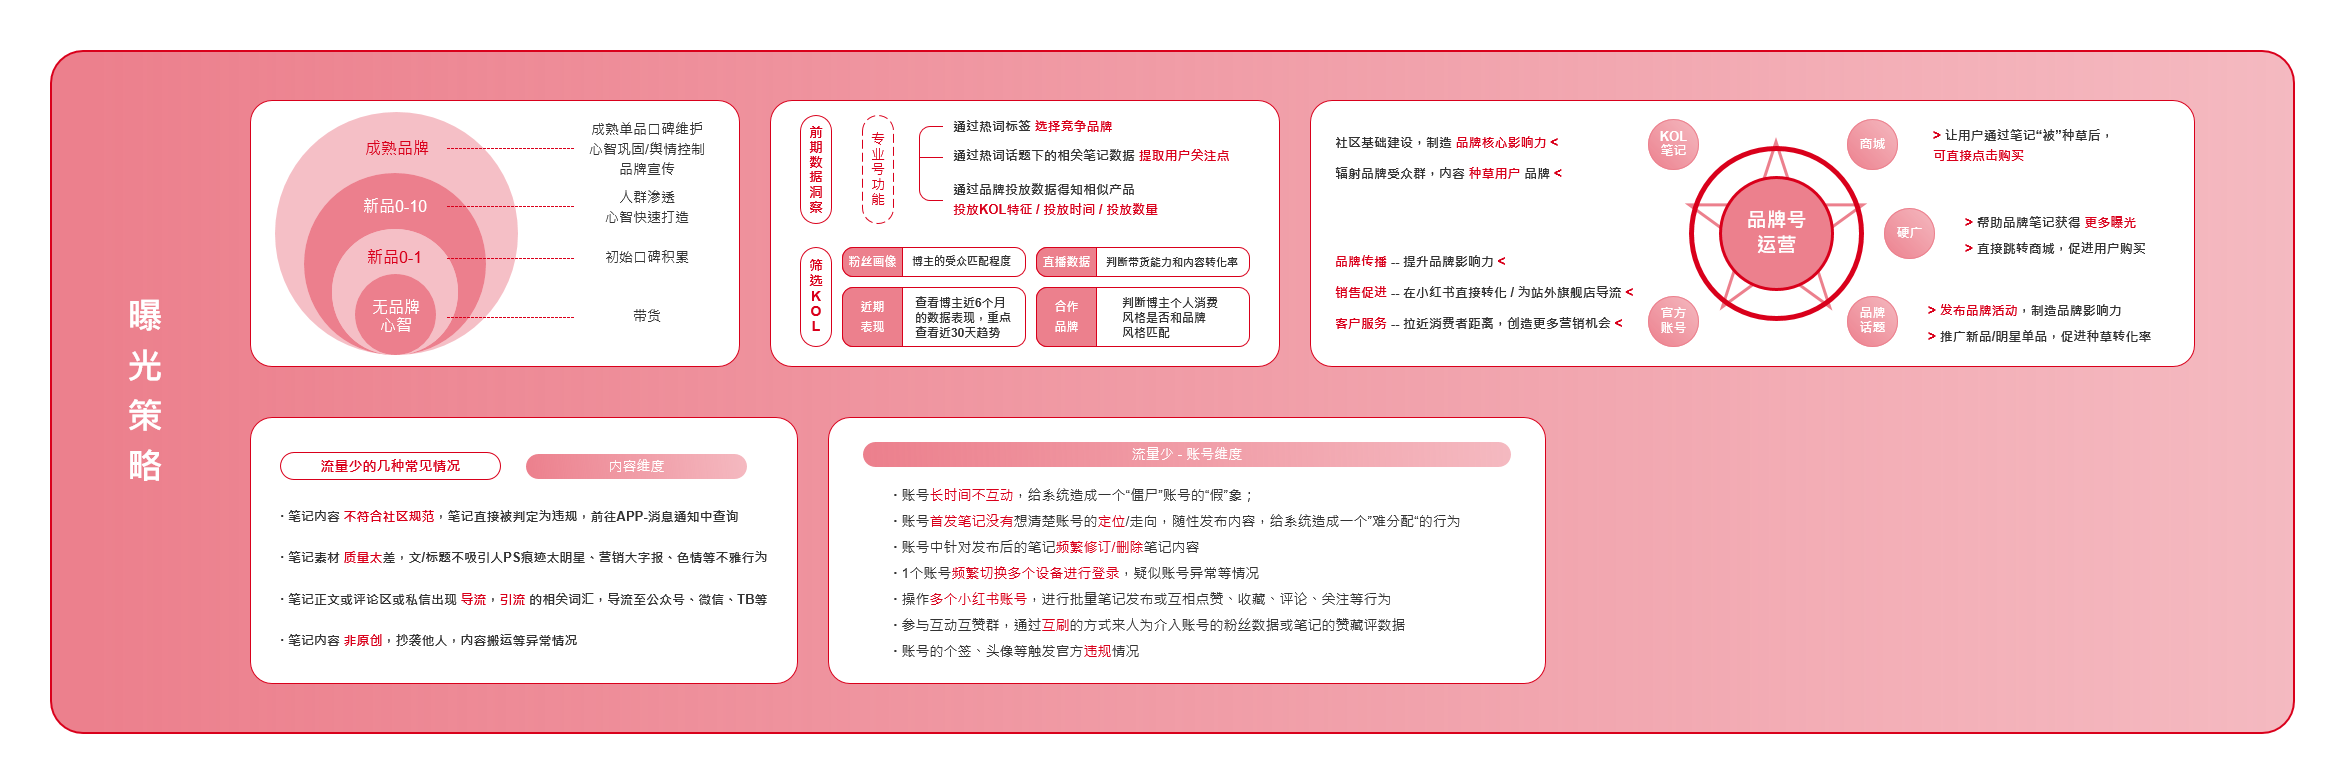 曝光策略
成熟品牌
新品0-10
新品0-1
无品牌
心智
成熟单品口碑维护
心智巩固/舆情控制
品牌宣传
人群渗透
心智快速打造
初始口碑积累
带货
前期数据洞察
专业号功能
通过热词标签 选择竞争品牌
通过热词话题下的相关笔记数据 提取用户关注点
通过品牌投放数据得知相似产品
投放KOL特征 / 投放时间 / 投放数量
筛选KOL
粉丝画像
博主的受众匹配程度
直播数据
判断带货能力和内容转化率
近期
表现
查看博主近6个月
的数据表现，重点
查看近30天趋势
合作
品牌
判断博主个人消费
风格是否和品牌
风格匹配
社区基础建设，制造 品牌核心影响力 <
辐射品牌受众群，内容 种草用户 品牌 <
品牌传播 -- 提升品牌影响力 <
销售促进 -- 在小红书直接转化 / 为站外旗舰店导流 <
客户服务 -- 拉近消费者距离，创造更多营销机会 <
KOL
笔记
商城
品牌号
运营
硬广
官方
账号
品牌
话题
> 让用户通过笔记“被”种草后，
可直接点击购买
> 帮助品牌笔记获得 更多曝光
> 直接跳转商城，促进用户购买
> 发布品牌活动，制造品牌影响力
> 推广新品/明星单品，促进种草转化率
流量少的几种常见情况
内容维度
· 笔记内容 不符合社区规范，笔记直接被判定为违规，前往APP-消息通知中查询
· 笔记素材 质量太差，文/标题不吸引人PS痕迹太明星、营销大字报、色情等不雅行为
· 笔记正文或评论区或私信出现 导流，引流 的相关词汇，导流至公众号、微信、TB等
· 笔记内容 非原创，抄袭他人，内容搬运等异常情况
流量少 - 账号维度
· 账号长时间不互动，给系统造成一个“僵尸”账号的“假”象；
· 账号首发笔记没有想清楚账号的定位/走向，随性发布内容，给系统造成一个”难分配“的行为
· 账号中针对发布后的笔记频繁修订/删除笔记内容
· 1个账号频繁切换多个设备进行登录，疑似账号异常等情况
· 操作多个小红书账号，进行批量笔记发布或互相点赞、收藏、评论、关注等行为
· 参与互动互赞群，通过互刷的方式来人为介入账号的粉丝数据或笔记的赞藏评数据
· 账号的个签、头像等触发官方违规情况